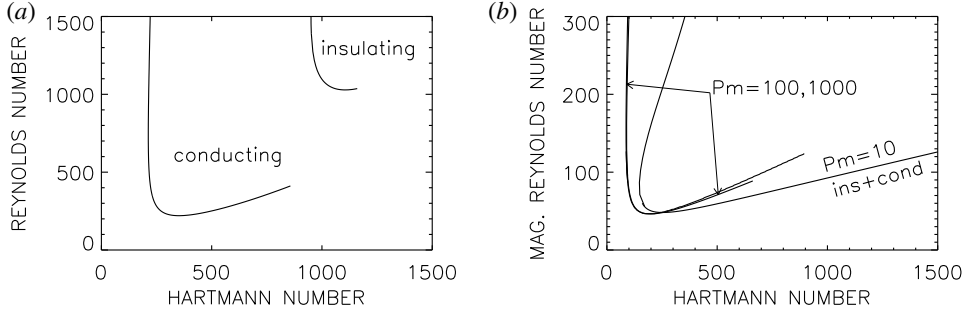 (a)
1500
1000
500
0
REYNOLDS NUMBER
insulating
conducting
0 500 1000 1500
HARTMANN NUMBER
(b)
300
200
100
0
MAG. REYNOLDS NUMBER
Pm=100,1000
Pm=10
ins+cond
0 500 1000 1500
HARTMANN NUMBER